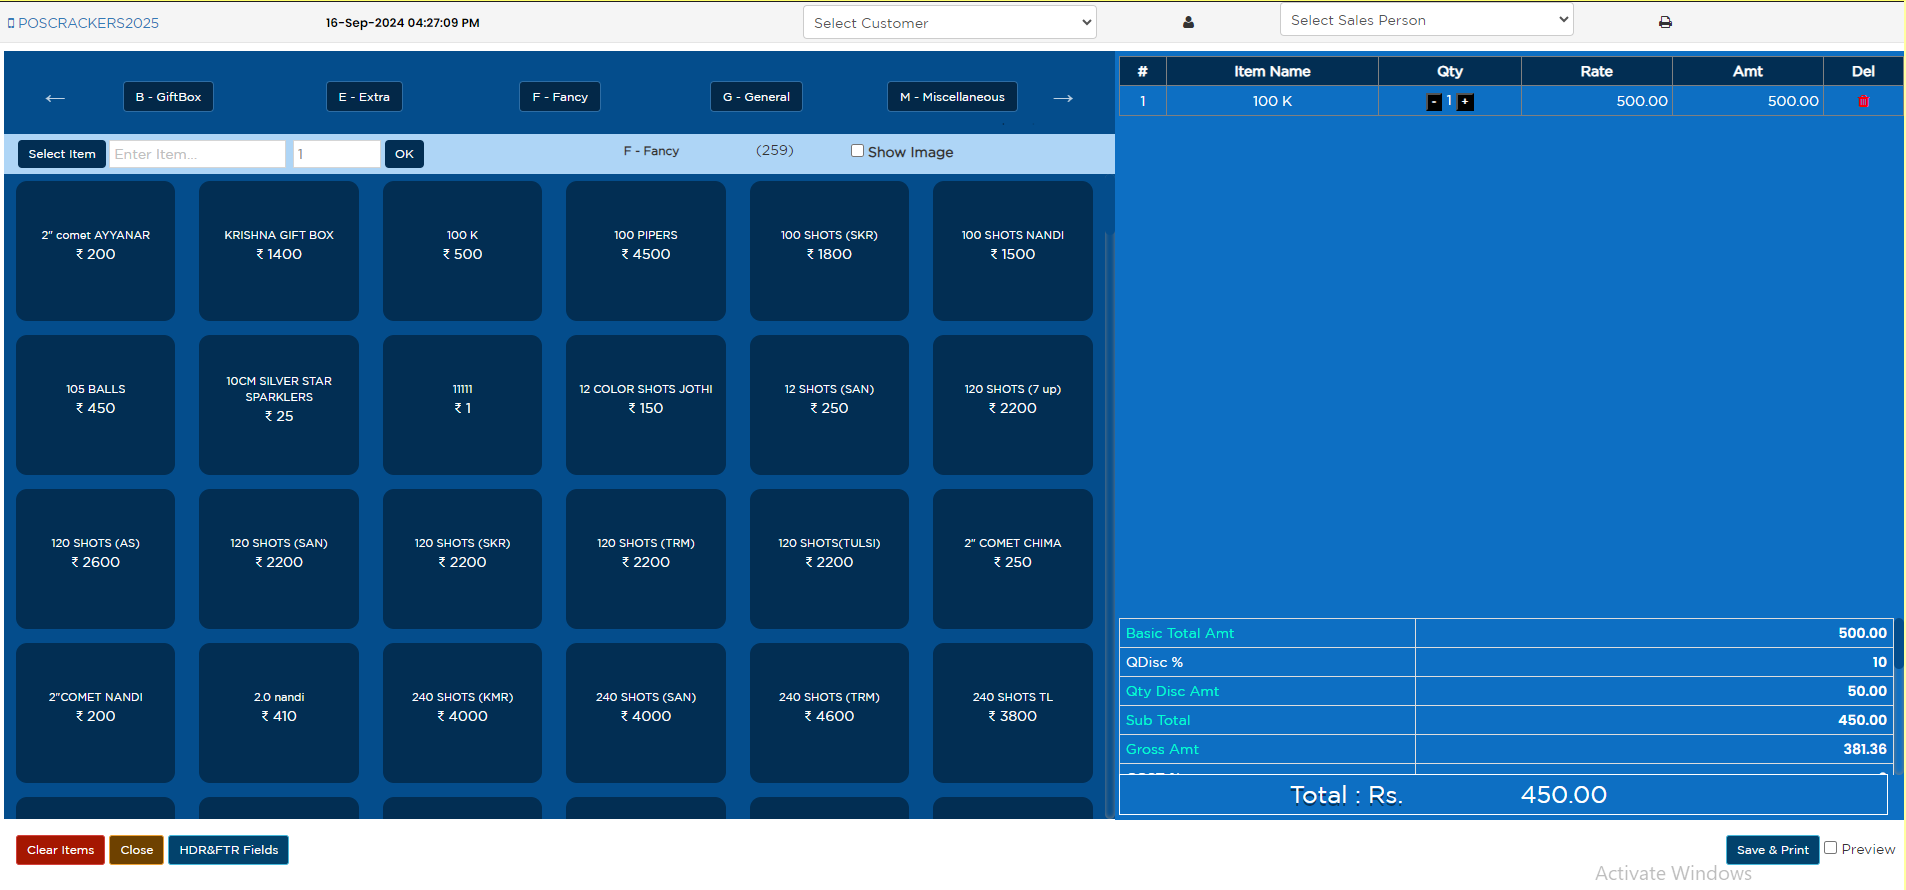 POSCRACKERS2025
16-Sep-2024 04:27:09 PM
Select Customer
Select Sales Person
← B - GiftBox E - Extra F - Fancy G - General M - Miscellaneous →
Select Item Enter Item... 1 OK F - Fancy (259) Show Image
2" comet AYYANAR
₹ 200
KRISHNA GIFT BOX
₹ 1400
100 K
₹ 500
100 PIPERS
₹ 4500
100 SHOTS (SKR)
₹ 1800
100 SHOTS NANDI
₹ 1500
105 BALLS
₹ 450
10CM SILVER STAR
SPARKLERS
₹ 25
11111
₹ 1
12 COLOR SHOTS JOTHI
₹ 150
12 SHOTS (SAN)
₹ 250
120 SHOTS (7 up)
₹ 2200
120 SHOTS (AS)
₹ 2600
120 SHOTS (SAN)
₹ 2200
120 SHOTS (SKR)
₹ 2200
120 SHOTS (TRM)
₹ 2200
120 SHOTS(TULSI)
₹ 2200
2" COMET CHIMA
₹ 250
2"COMET NANDI
₹ 200
2.0 nandi
₹ 410
240 SHOTS (KMR)
₹ 4000
240 SHOTS (SAN)
₹ 4000
240 SHOTS (TRM)
₹ 4600
240 SHOTS TL
₹ 3800
# Item Name Qty Rate Amt Del
1 100 K - 1 + 500.00 500.00
Basic Total Amt 500.00
QDisc % 10
Qty Disc Amt 50.00
Sub Total 450.00
Gross Amt 381.36
Total : Rs. 450.00
Clear Items Close HDR&FTR Fields
Save & Print Preview
Activate Windows